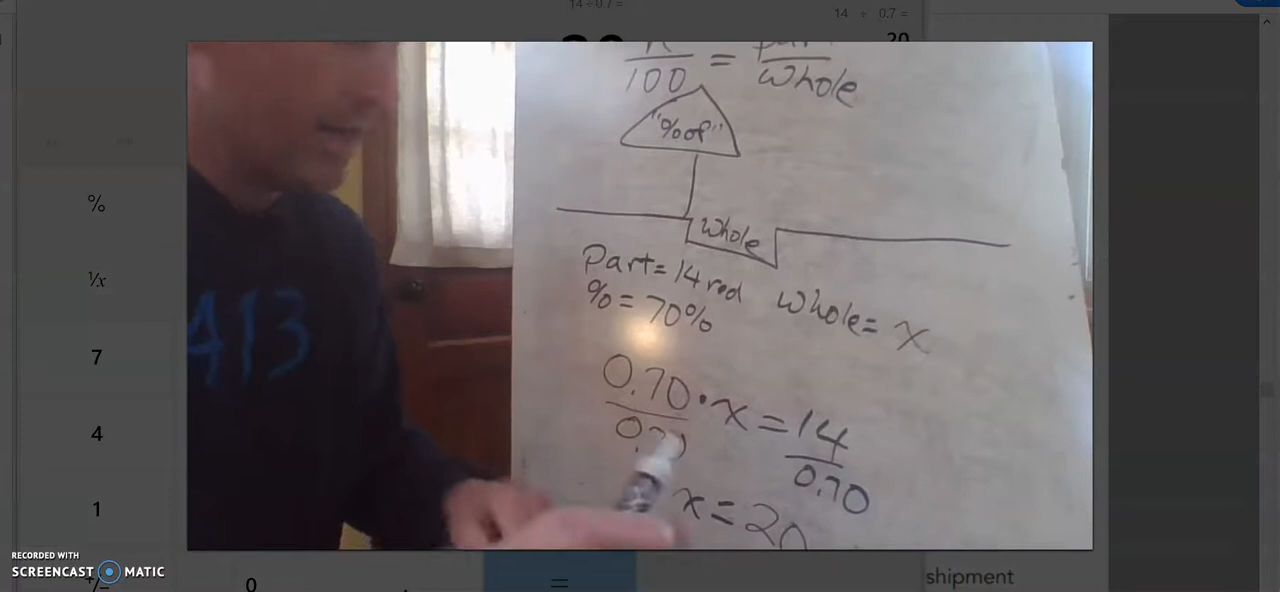 14 ÷ 0.7 =
14 ÷ 0.7 =
20
100 = whole
"% of"
whole
Part = 14 red
% = 70%
whole = x
0.70 • x = 14
0.70
x = 20
413
%
1/x
7
4
1
+/-
0
.
=
shipment
RECORDED WITH
SCREENCAST MATIC